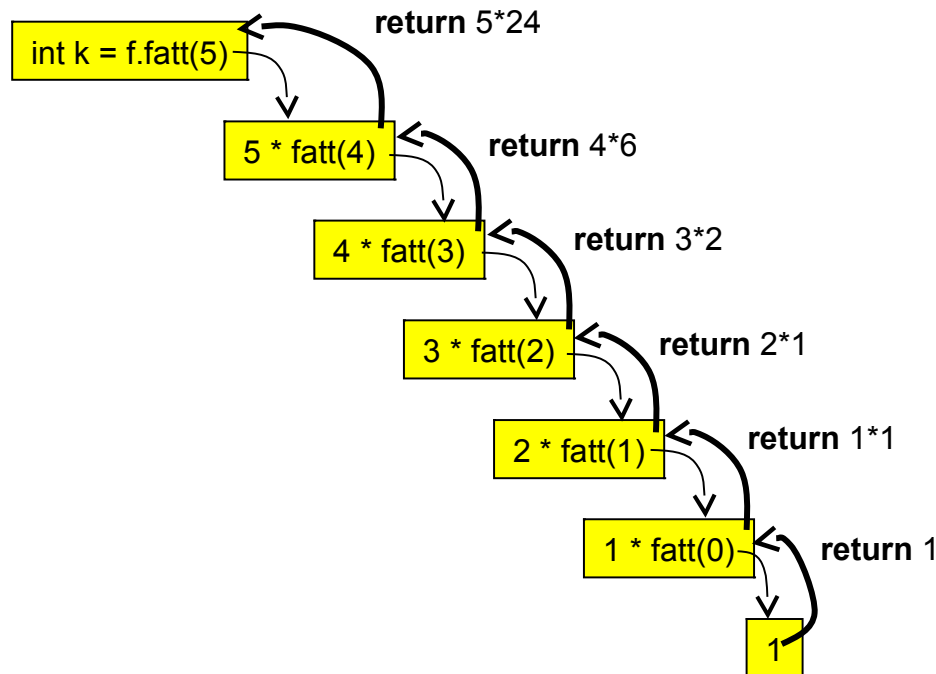 return 5*24
int k = f.fatt(5)
5 * fatt(4)
return 4*6
4 * fatt(3)
return 3*2
3 * fatt(2)
return 2*1
2 * fatt(1)
return 1*1
1 * fatt(0)
return 1
1